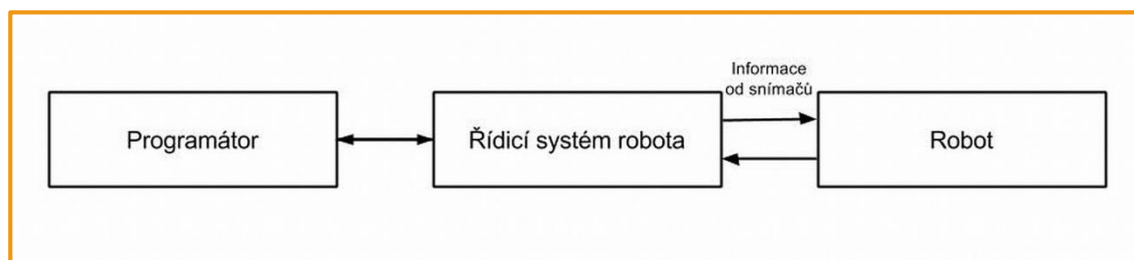 Programátor
Řídicí systém robota
Informace
od snímačů
Robot